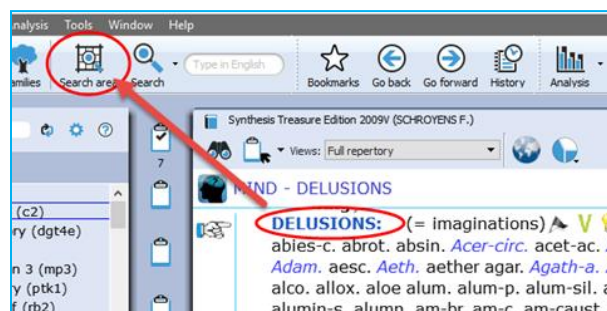 nalysis Tools Window Help
Type in English
milies Search area Search Bookmarks Go back Go forward History Analysis
Synthesis Treasure Edition 2009V (SCHROYENS F.)
7
Views: Full repertory
MIND - DELUSIONS
(c2)
DELUSIONS: (= imaginations)
ry (dgt4e)
abies-c. abrot. absin. Acer-circ. acet-ac.
n 3 (mp3)
Adam. aesc. Aeth. aether agar. Agath-a.
y (ptk1)
alco. allox. aloe alum. alum-p. alum-sil. a
f (rb2)
alumin-s. alumn. am-br. am-c. am-caust.